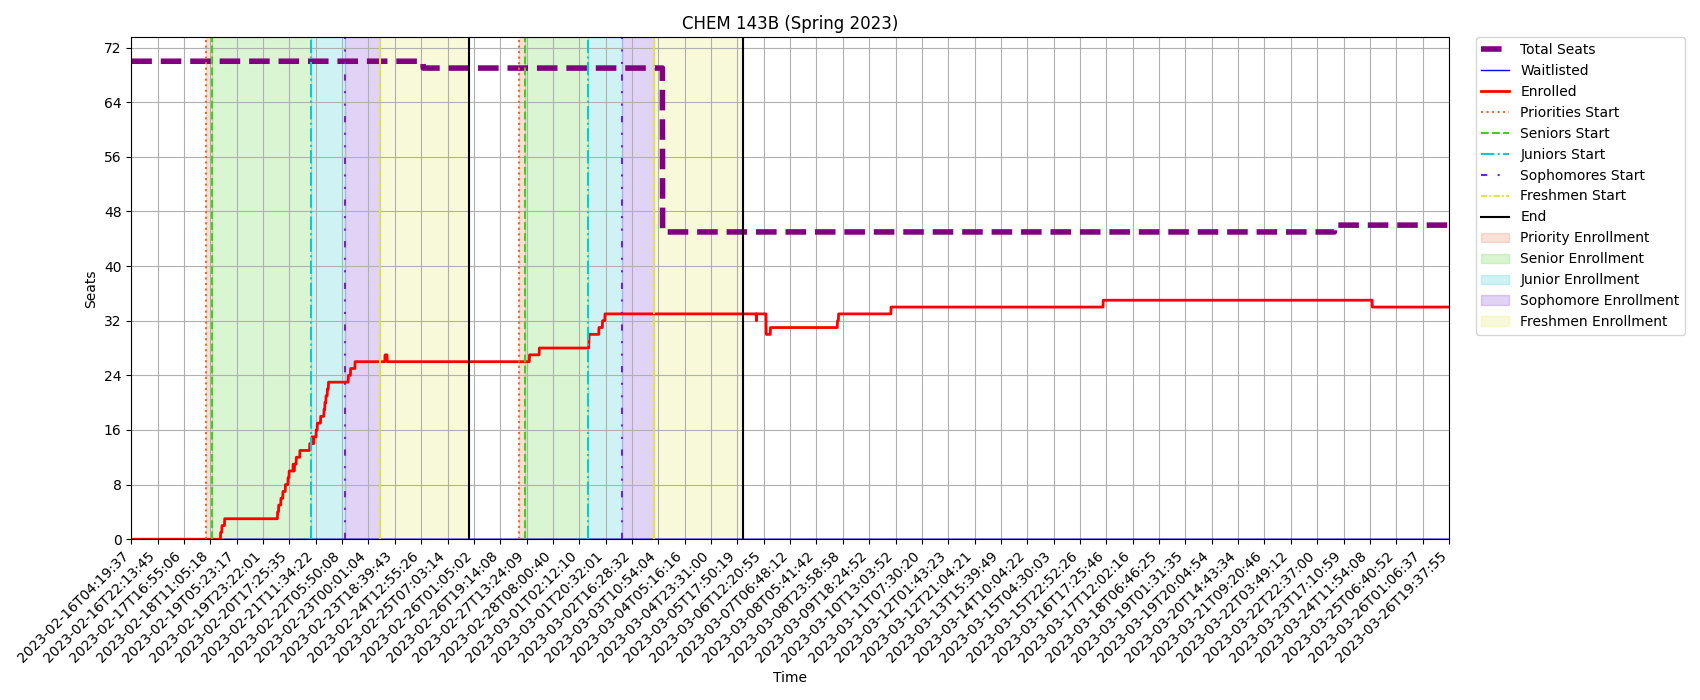 CHEM 143B (Spring 2023)
72
64
56
48
40
32
24
16
8
0
Seats
2023-02-16T04:19:37
2023-02-16T22:13:45
2023-02-17T16:55:06
2023-02-18T11:05:18
2023-02-19T05:23:17
2023-02-19T23:22:01
2023-02-20T17:25:35
2023-02-21T11:34:22
2023-02-22T05:50:08
2023-02-23T00:01:04
2023-02-23T18:39:43
2023-02-24T12:55:26
2023-02-25T07:03:14
2023-02-26T01:05:02
2023-02-26T19:14:08
2023-02-27T13:24:09
2023-02-28T08:00:40
2023-03-01T02:12:10
2023-03-01T20:32:01
2023-03-02T16:28:32
2023-03-03T10:54:04
2023-03-04T05:16:16
2023-03-04T23:31:00
2023-03-05T17:50:19
2023-03-06T12:20:55
2023-03-07T06:48:12
2023-03-08T05:41:42
2023-03-08T23:58:58
2023-03-09T18:24:52
2023-03-10T13:03:52
2023-03-11T07:30:20
2023-03-12T01:43:23
2023-03-12T21:04:21
2023-03-13T15:39:49
2023-03-14T10:04:22
2023-03-15T04:30:03
2023-03-15T22:52:26
2023-03-16T17:25:46
2023-03-17T12:02:16
2023-03-18T06:46:25
2023-03-19T01:31:35
2023-03-19T20:04:54
2023-03-20T14:43:34
2023-03-21T09:20:46
2023-03-22T03:49:12
2023-03-22T22:37:00
2023-03-23T17:10:59
2023-03-24T11:54:08
2023-03-25T06:40:52
2023-03-26T01:06:37
2023-03-26T19:37:55
Time
Total Seats
Waitlisted
Enrolled
Priorities Start
Seniors Start
Juniors Start
Sophomores Start
Freshmen Start
End
Priority Enrollment
Senior Enrollment
Junior Enrollment
Sophomore Enrollment
Freshmen Enrollment